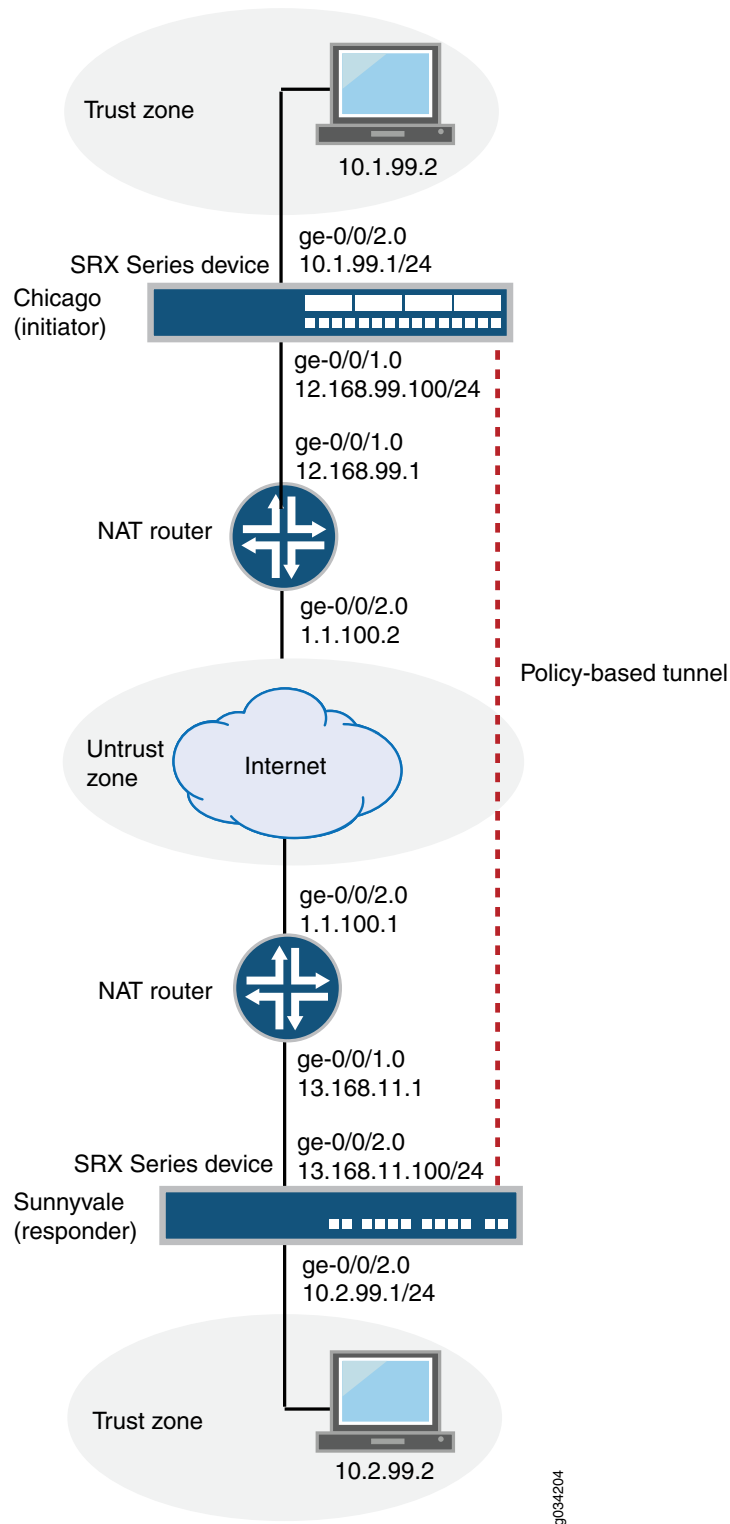 Trust zone
10.1.99.2
ge-0/0/2.0
10.1.99.1/24
SRX Series device
Chicago
(initiator)
ge-0/0/1.0
12.168.99.100/24
ge-0/0/1.0
12.168.99.1
NAT router
ge-0/0/2.0
1.1.100.2
Policy-based tunnel
Untrust
zone
Internet
ge-0/0/2.0
1.1.100.1
NAT router
ge-0/0/1.0
13.168.11.1
ge-0/0/2.0
13.168.11.100/24
SRX Series device
Sunnyvale
(responder)
ge-0/0/2.0
10.2.99.1/24
Trust zone
10.2.99.2
g034204